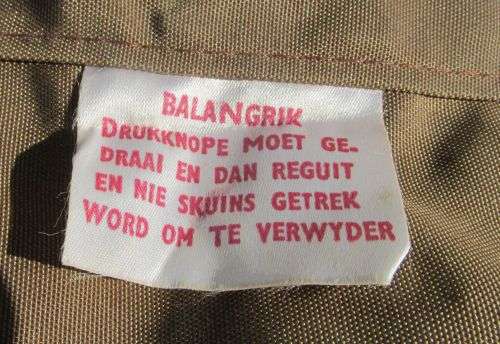 BALANGRIK
DRUKKNOPE MOET GE-
DRAAI EN DAN REGUIT
EN NIE SKUINS GETREK
WORD OM TE VERWYDER